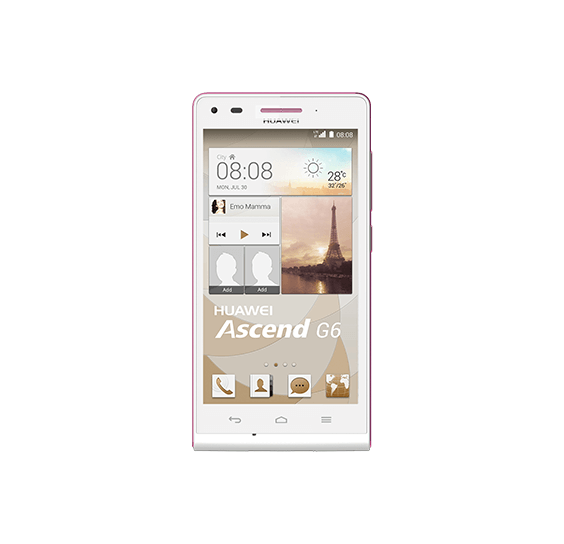 HUAWEI
08:08
City
08:08
MON, JUL 30
28°c
32°/26°
Emo Mamma
Add
Add
HUAWEI
Ascend G6